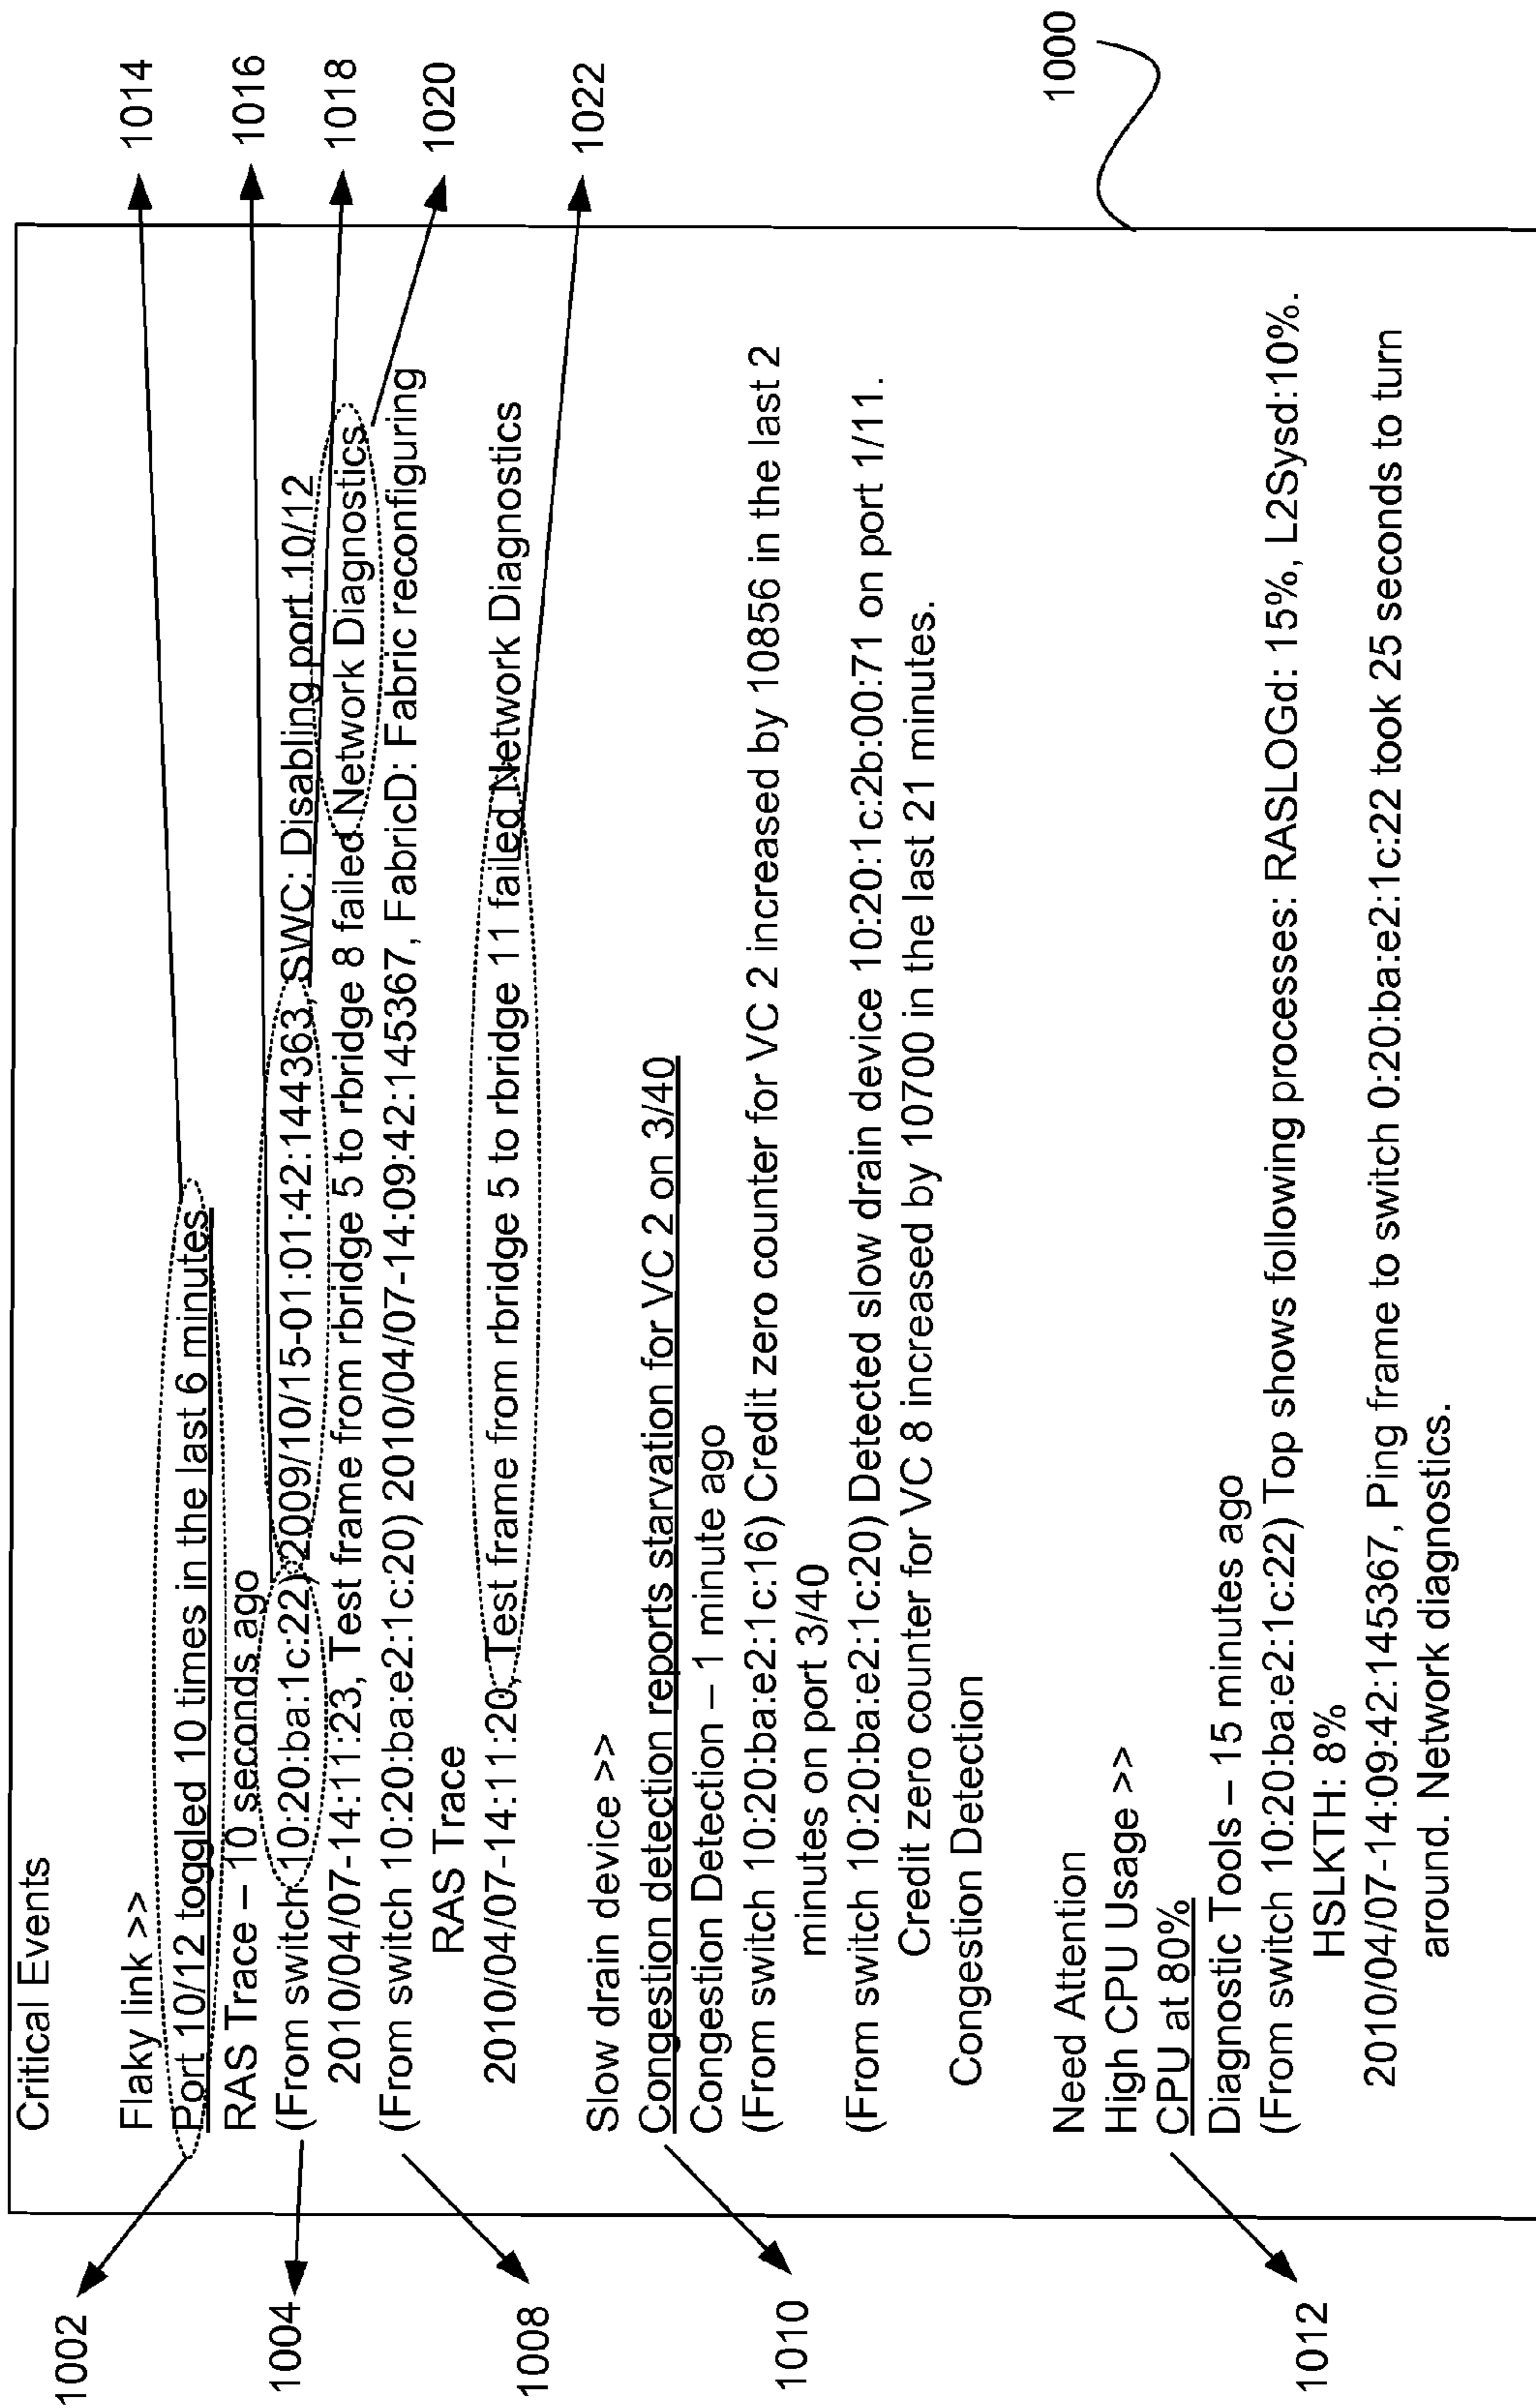 Critical Events
Flaky link >>
Port 10/12 toggled 10 times in the last 6 minutes
RAS Trace – 10 seconds ago
(From switch 10:20:ba:1c:22) 2009/10/15-01:01:42:144363, SWC: Disabling port 10/12
2010/04/07-14:11:23, Test frame from rbridge 5 to rbridge 8 failed Network Diagnostics
(From switch 10:20:ba:e2:1c:20) 2010/04/07-14:09:42:145367, FabricD: Fabric reconfiguring
RAS Trace
2010/04/07-14:11:20, Test frame from rbridge 5 to rbridge 11 failed Network Diagnostics
Slow drain device >>
Congestion detection reports starvation for VC 2 on 3/40
Congestion Detection – 1 minute ago
(From switch 10:20:ba:e2:1c:16) Credit zero counter for VC 2 increased by 10856 in the last 2
minutes on port 3/40
(From switch 10:20:ba:e2:1c:20) Detected slow drain device 10:20:1c:2b:00:71 on port 1/11.
Credit zero counter for VC 8 increased by 10700 in the last 21 minutes.
Congestion Detection
Need Attention
High CPU Usage >>
CPU at 80%
Diagnostic Tools – 15 minutes ago
(From switch 10:20:ba:e2:1c:22) Top shows following processes: RASLOGd: 15%, L2Sysd:10%.
HSLKTH: 8%
2010/04/07-14:09:42:145367, Ping frame to switch 0:20:ba:e2:1c:22 took 25 seconds to turn
around. Network diagnostics.
1002
1004
1008
1010
1012
1014
1016
1018
1020
1022
1000